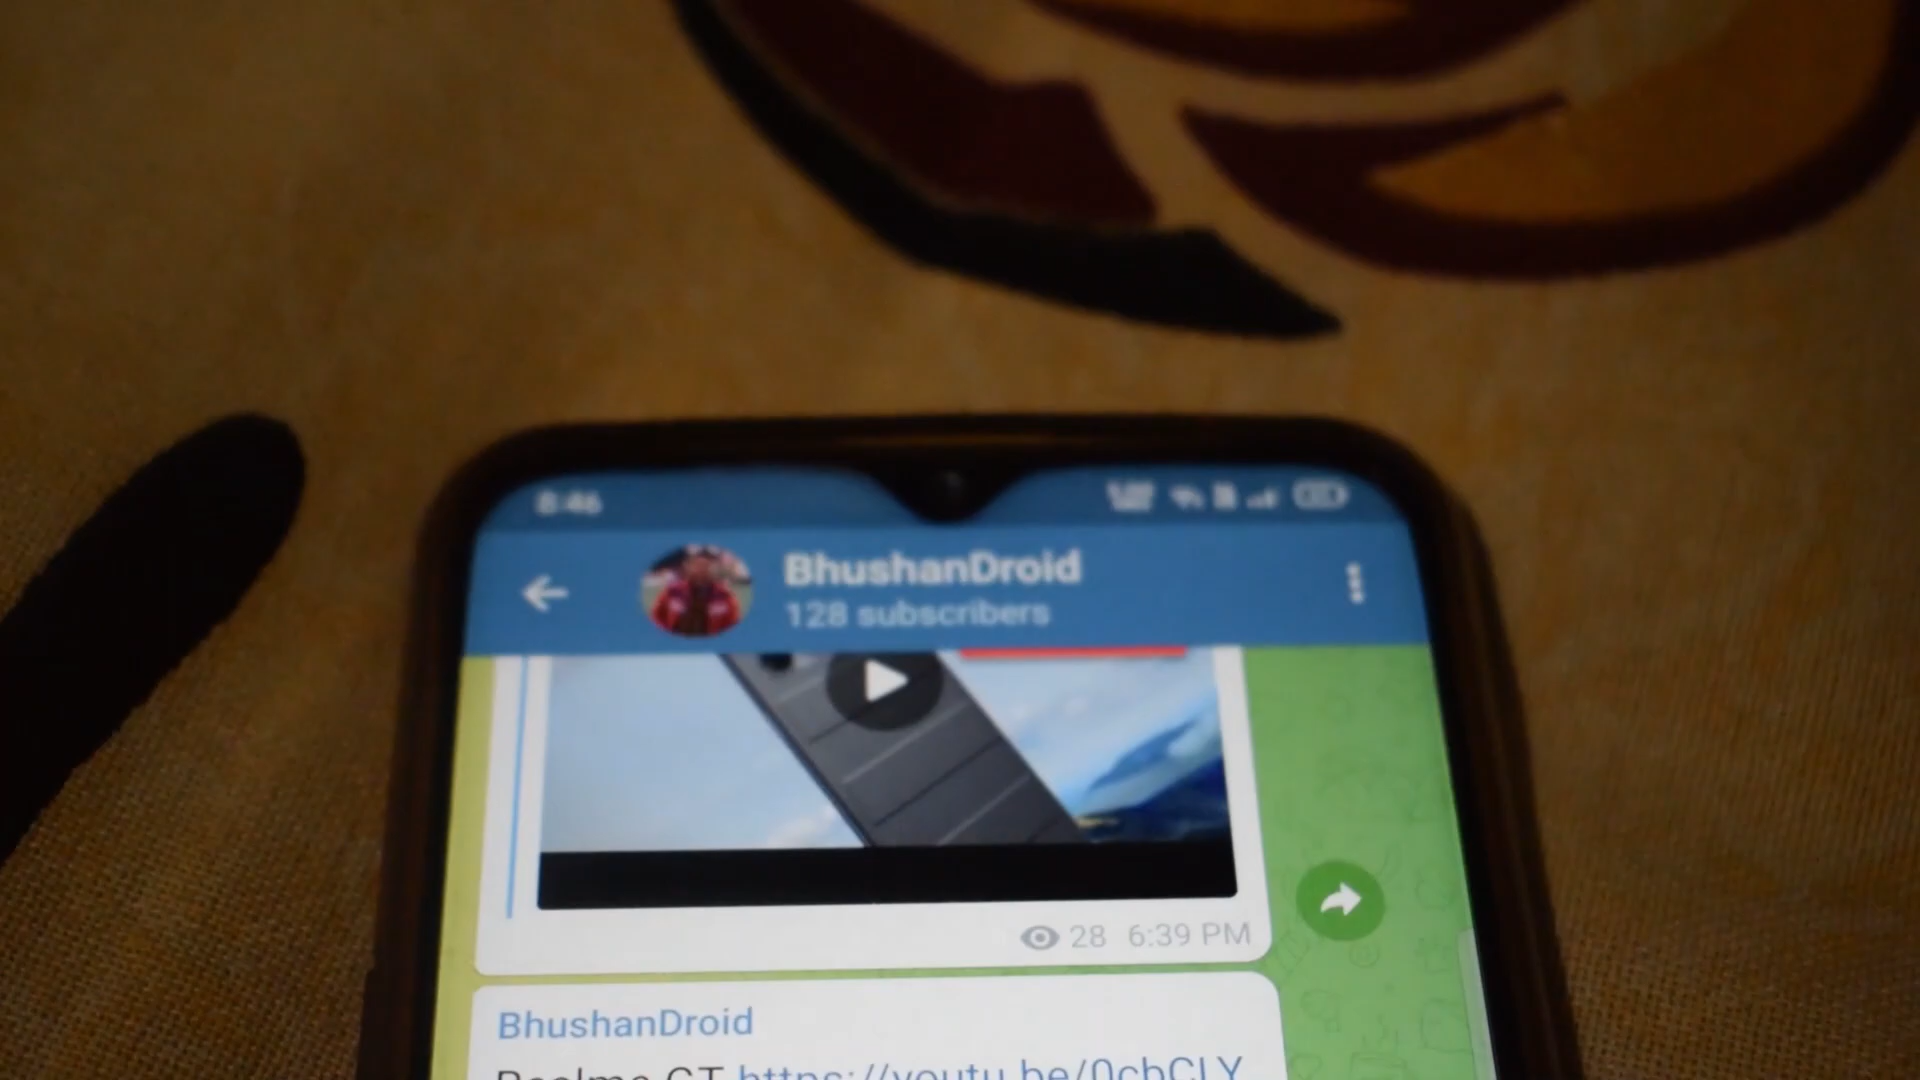 8:46
BhushanDroid
128 subscribers
28 6:39 PM
BhushanDroid
Realme GT https://youtu.be/0cbCLY